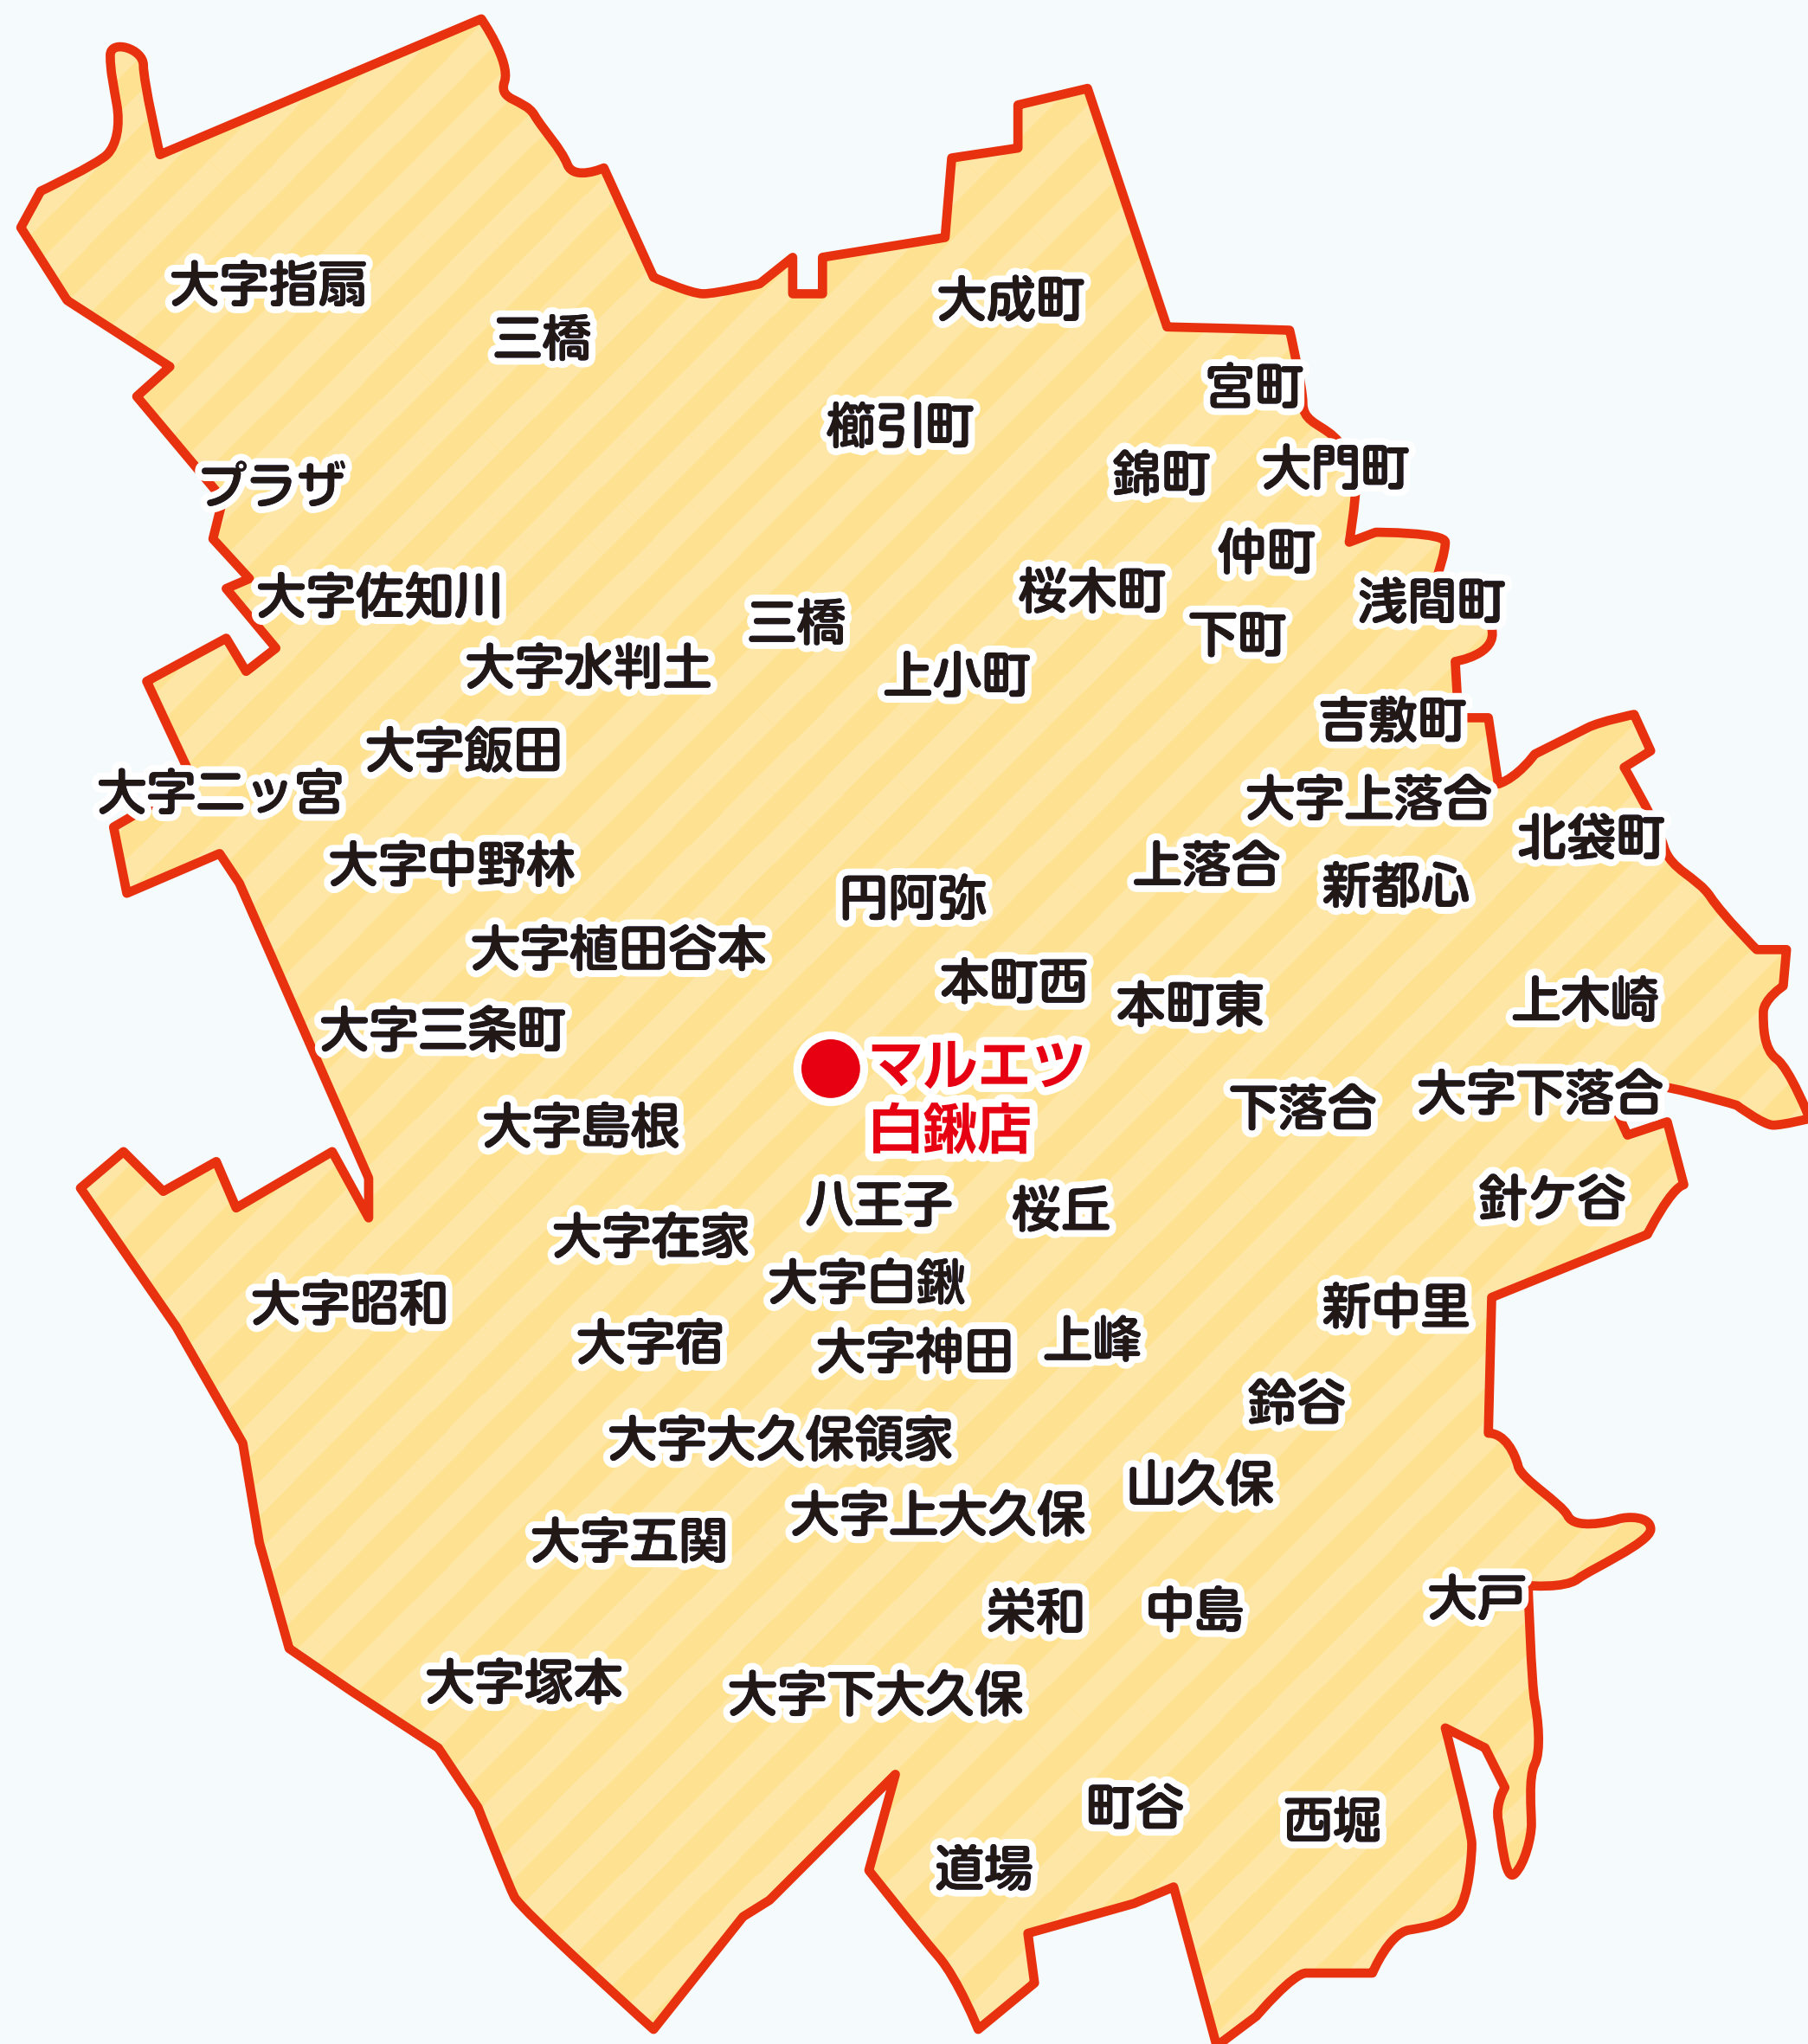 大字指扇
三橋
大成町
宮町
櫛引町
錦町
大門町
プラザ
仲町
大字佐知川
三橋
桜木町
浅間町
下町
大字水判土
上小町
吉敷町
大字飯田
大字二ッ宮
大字上落合
北袋町
大字中野林
上落合
新都心
円阿弥
大字植田谷本
本町西
本町東
上木崎
大字三条町
マルエツ
白鍬店
大字島根
下落合
大字下落合
八王子
桜丘
針ケ谷
大字在家
大字白鍬
大字昭和
新中里
大字宿
大字神田
上峰
鈴谷
大字大久保領家
山久保
大字上大久保
大字五関
栄和
中島
大戸
大字塚本
大字下大久保
町谷
西堀
道場